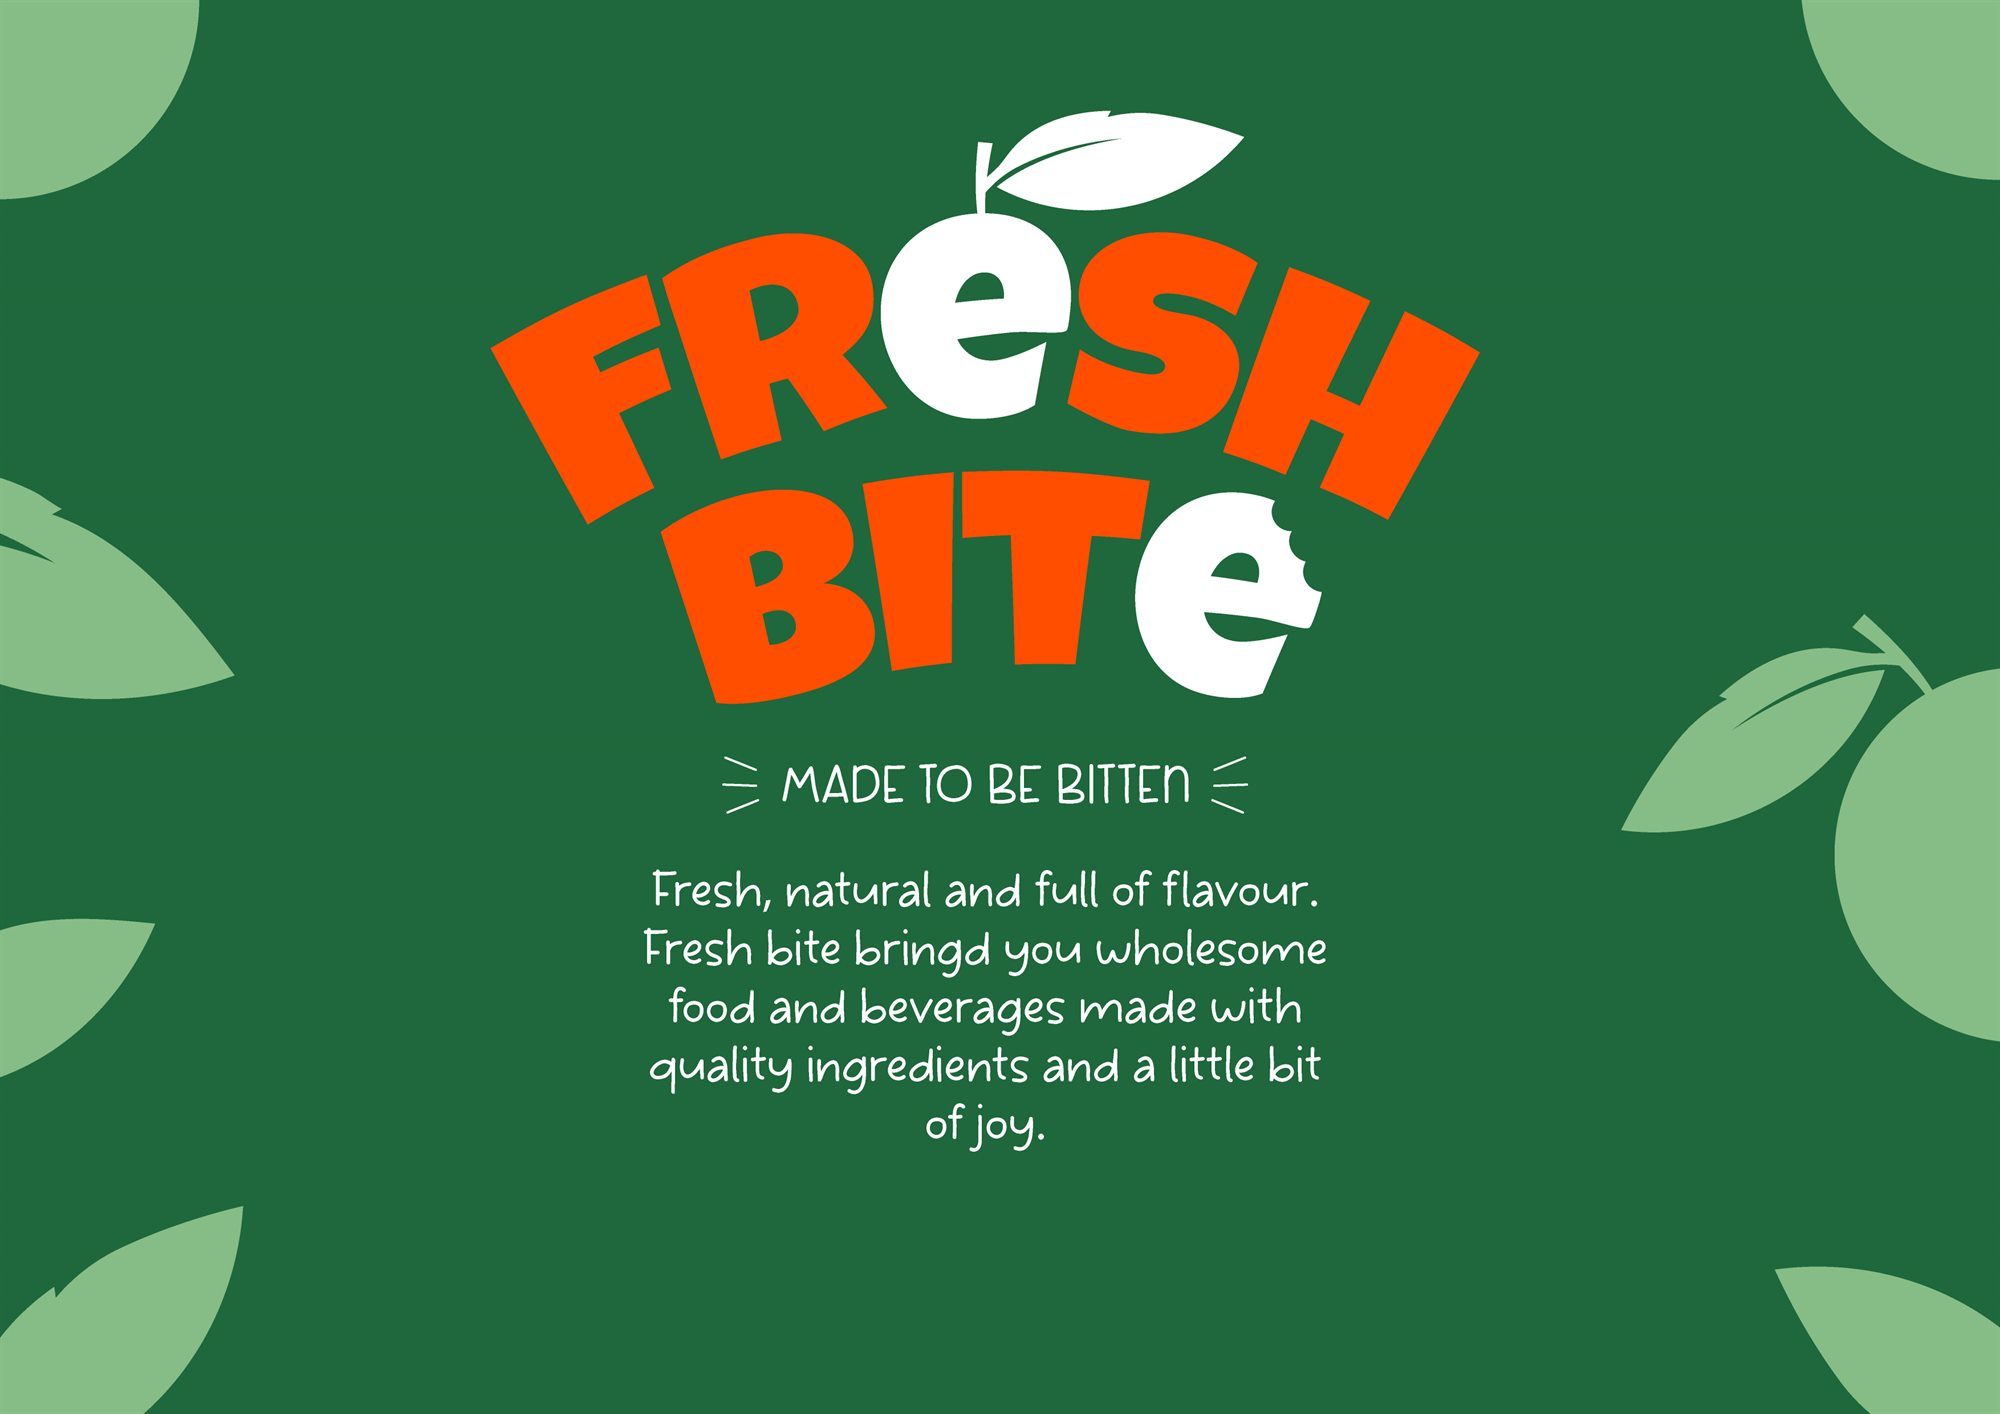 FReSH
BITe
MADE TO BE BITTEN
Fresh, natural and full of flavour.
Fresh bite bringd you wholesome
food and beverages made with
quality ingredients and a little bit
of joy.